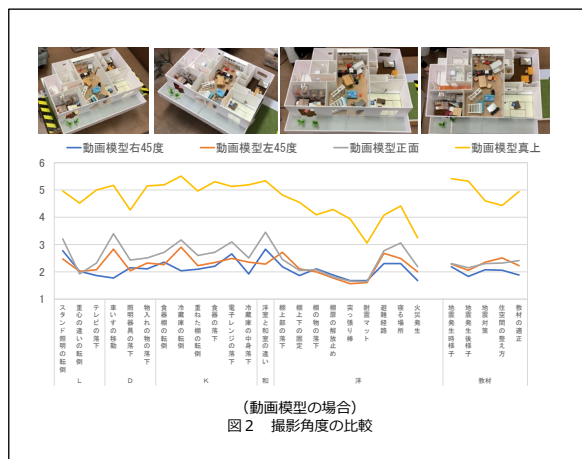 動画模型右45度 動画模型左45度 動画模型正面 動画模型真上
6
5
4
3
2
1
スタンド照明の転倒
重心の違いの転倒
テレビの落下
車いすの移動
照明器具の落下
物入れの物の落下
食器棚の転倒
冷蔵庫の転倒
重ねた棚の転倒
食器の落下
電子レンジの落下
冷蔵庫の中身落下
洋室と和室の違い
棚上部の落下
棚上下の固定
棚の物の落下
棚扉の解放止め
突っ張り棒
耐震マット
避難経路
寝る場所
火災発生
地震発生時様子
地震発生後様子
地震対策
住空間の整え方
教材の適正
L D K 和 洋 教材
(動画模型の場合)
図2 撮影角度の比較